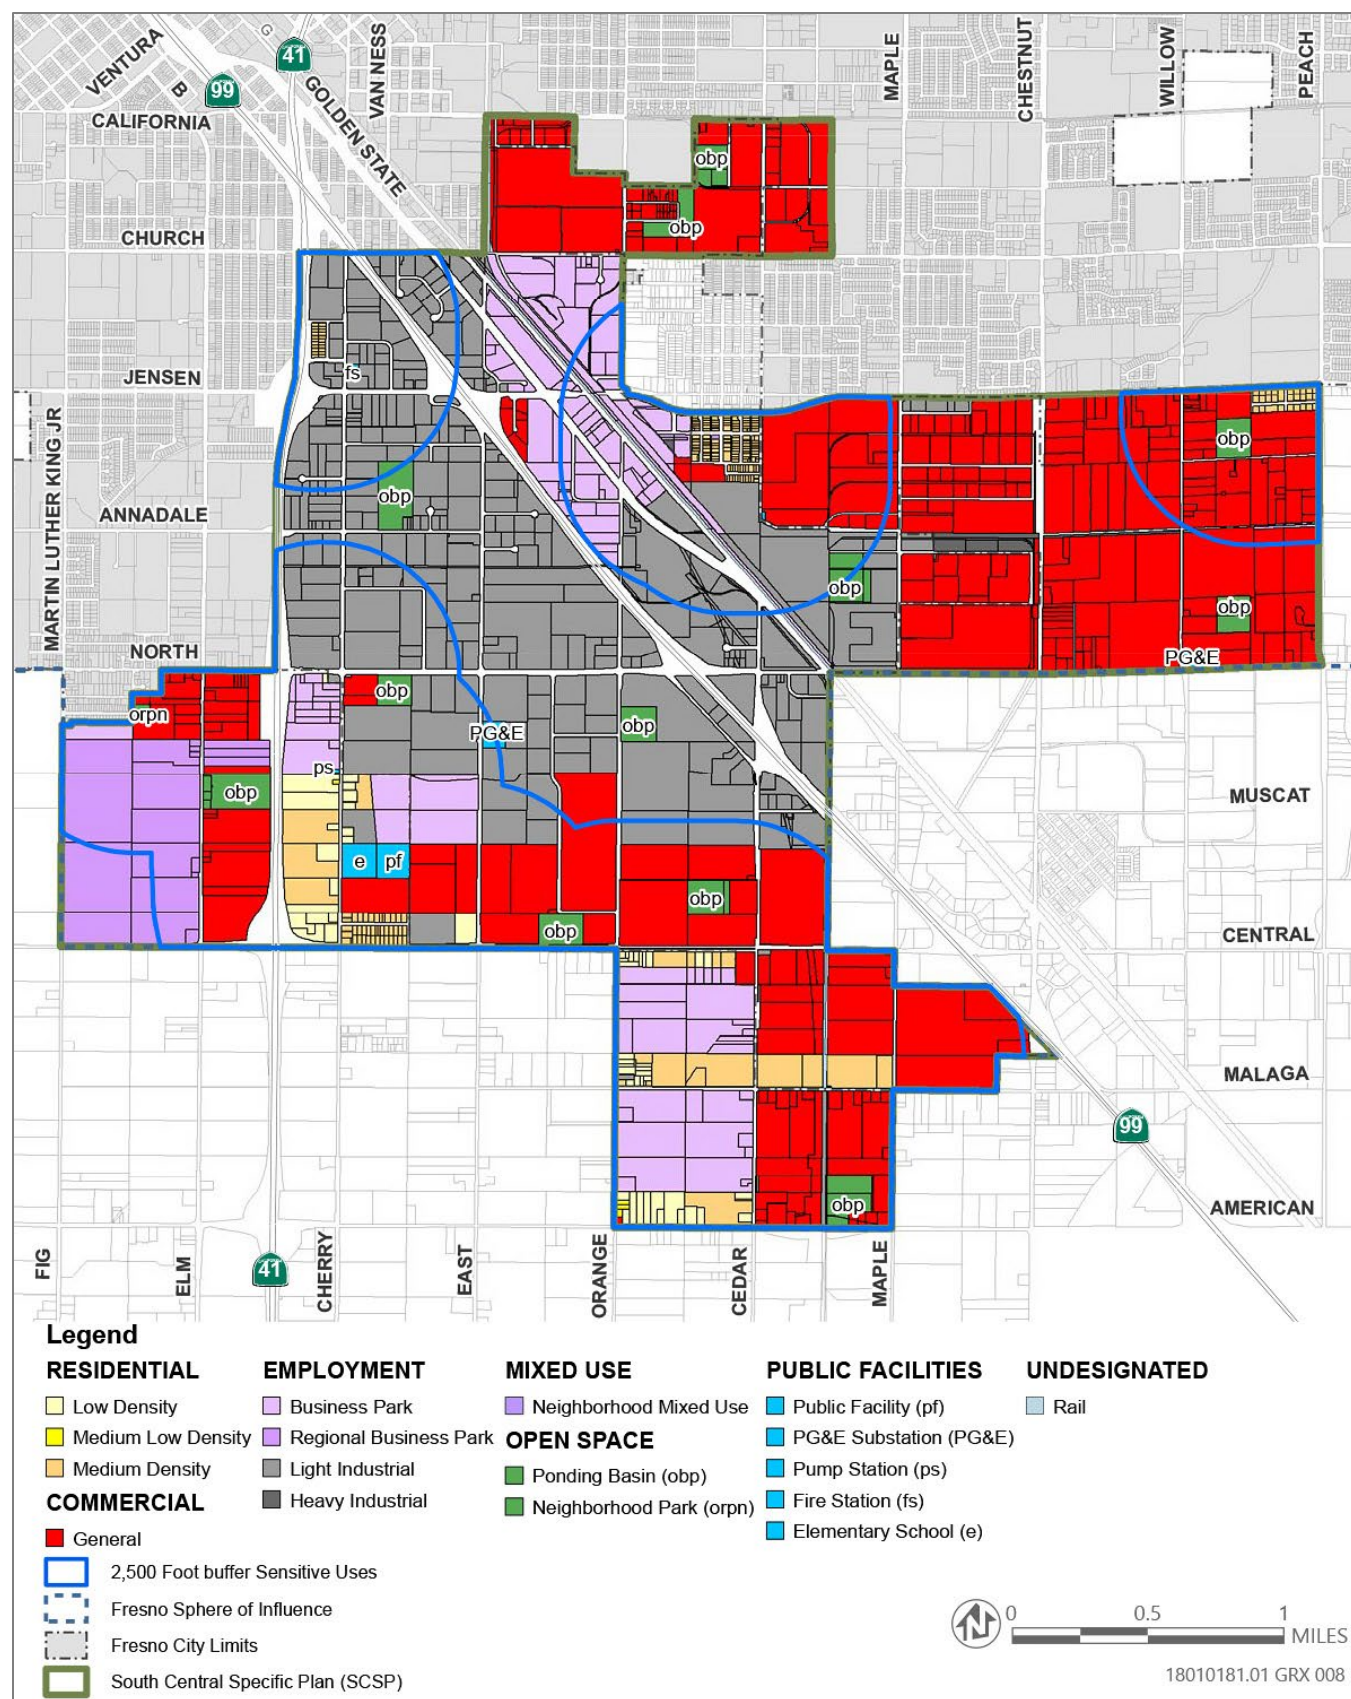 VENTURA
B
G
41
99
GOLDEN STATE
VAN NESS
MAPLE
CHESTNUT
WILLOW
PEACH
CALIFORNIA
obp
obp
CHURCH
JENSEN
fs
MARTIN LUTHER KING JR
obp
obp
ANNADALE
obp
obp
NORTH
PG&E
orpn
obp
PG&E
obp
ps
obp
MUSCAT
e
pf
obp
obp
CENTRAL
MALAGA
99
obp
AMERICAN
FIG
ELM
41
CHERRY
EAST
ORANGE
CEDAR
MAPLE
Legend
RESIDENTIAL
Low Density
Medium Low Density
Medium Density
COMMERCIAL
General
EMPLOYMENT
Business Park
Regional Business Park
Light Industrial
Heavy Industrial
MIXED USE
Neighborhood Mixed Use
OPEN SPACE
Ponding Basin (obp)
Neighborhood Park (orpn)
PUBLIC FACILITIES
Public Facility (pf)
PG&E Substation (PG&E)
Pump Station (ps)
Fire Station (fs)
Elementary School (e)
UNDESIGNATED
Rail
2,500 Foot buffer Sensitive Uses
Fresno Sphere of Influence
Fresno City Limits
South Central Specific Plan (SCSP)
N
0 0.5 1
MILES
18010181.01 GRX 008